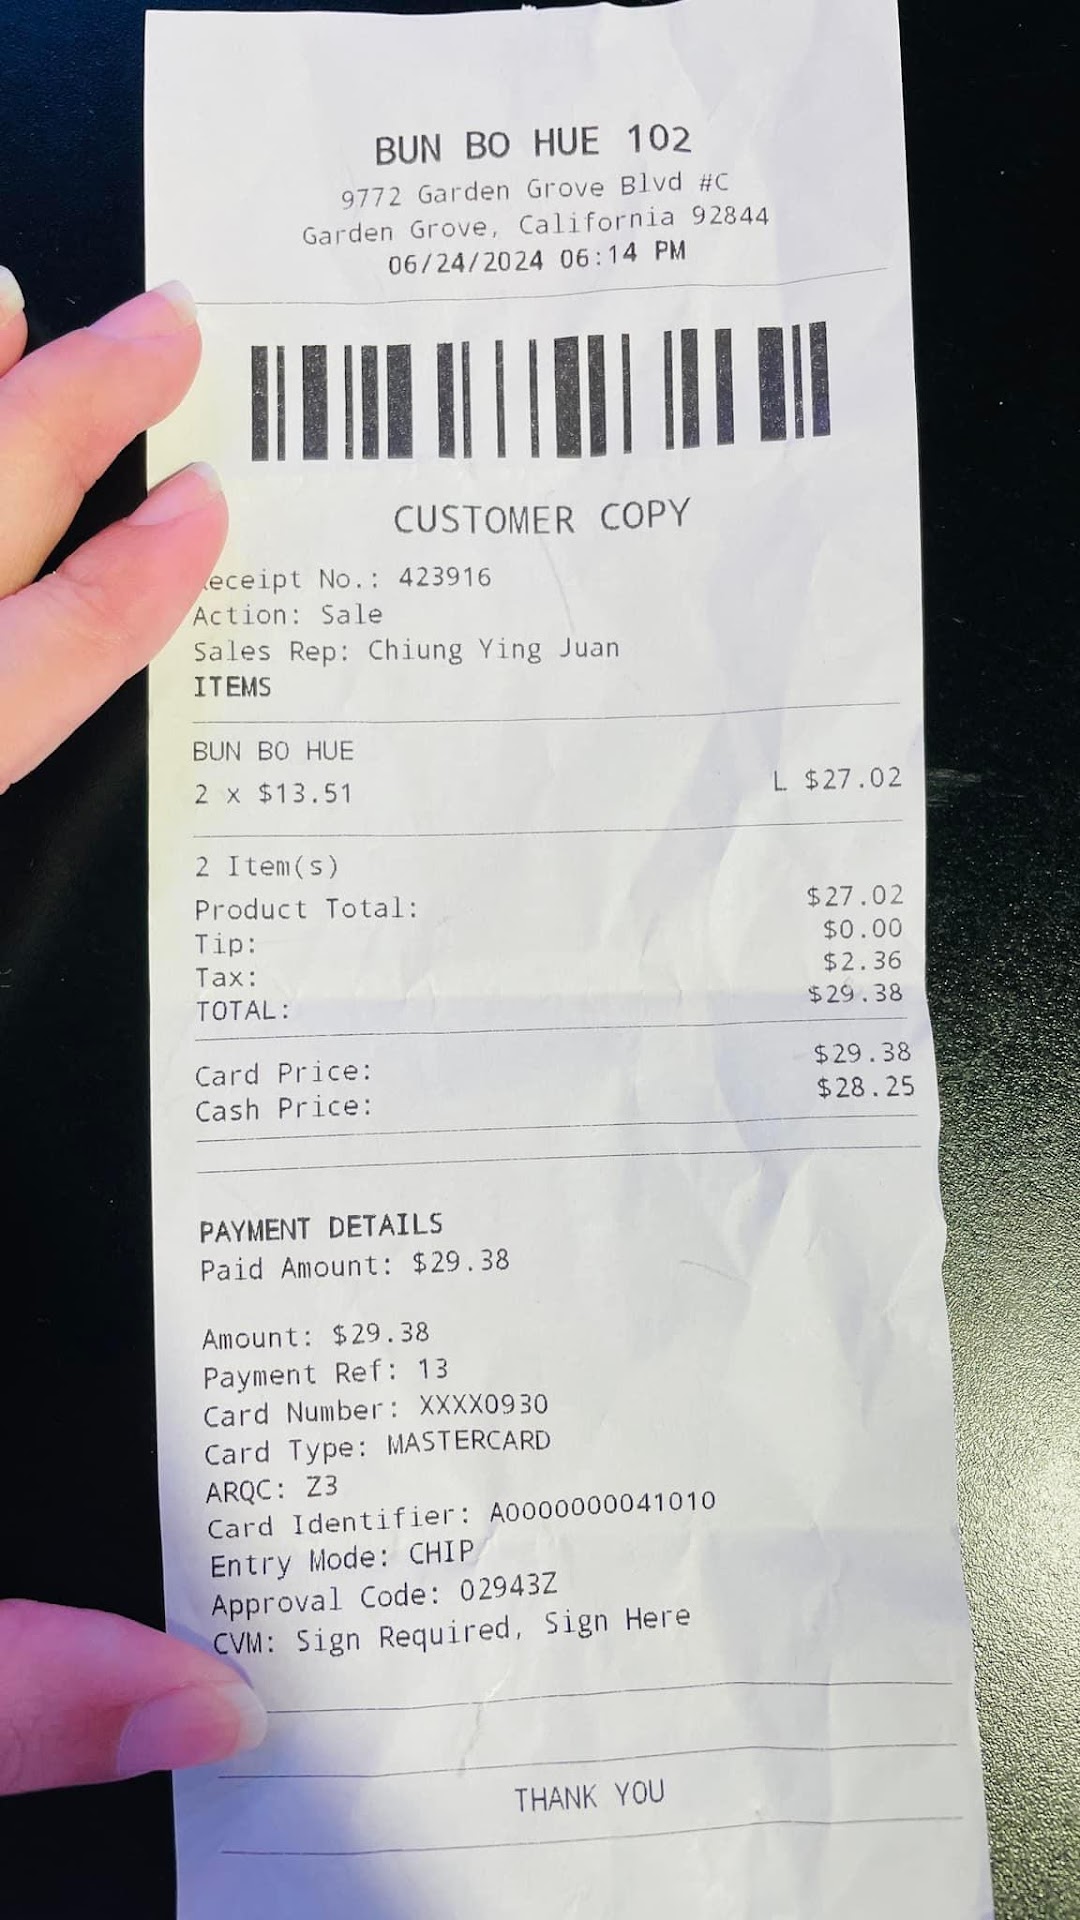 BUN BO HUE 102
9772 Garden Grove Blvd #C
Garden Grove, California 92844
06/24/2024 06:14 PM
CUSTOMER COPY
eceipt No.: 423916
Action: Sale
Sales Rep: Chiung Ying Juan
ITEMS
BUN BO HUE
2 x $13.51 L $27.02
2 Item(s)
Product Total: $27.02
Tip: $0.00
Tax: $2.36
TOTAL: $29.38
Card Price: $29.38
Cash Price: $28.25
PAYMENT DETAILS
Paid Amount: $29.38
Amount: $29.38
Payment Ref: 13
Card Number: XXXX0930
Card Type: MASTERCARD
ARQC: Z3
Card Identifier: A0000000041010
Entry Mode: CHIP
Approval Code: 02943Z
CVM: Sign Required, Sign Here
THANK YOU